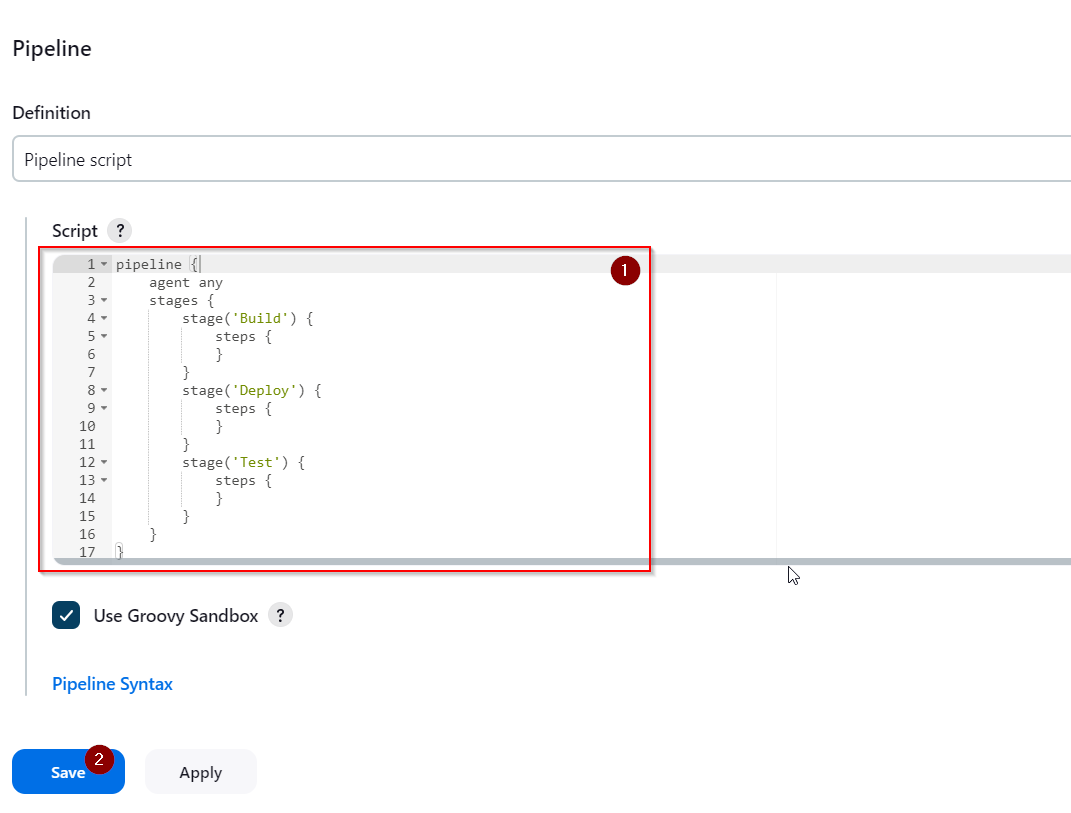 Pipeline
Definition
Pipeline script
Script ?
1 pipeline {
2     agent any
3     stages {
4         stage('Build') {
5             steps {
6             }
7         }
8         stage('Deploy') {
9             steps {
10             }
11         }
12         stage('Test') {
13             steps {
14             }
15         }
16     }
17 }
1
Use Groovy Sandbox ?
Pipeline Syntax
Save 2 Apply